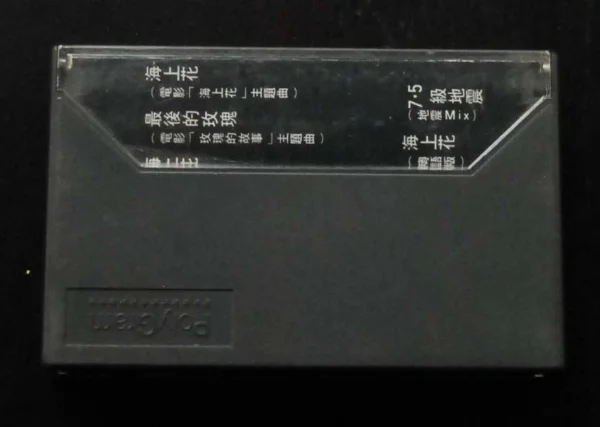 海上花
(電影「海上花」主題曲)
最後的玫瑰
(電影「玫瑰的故事」主題曲)
7·5級地震
(地震Mix)
海上花
語版)
PolyGram